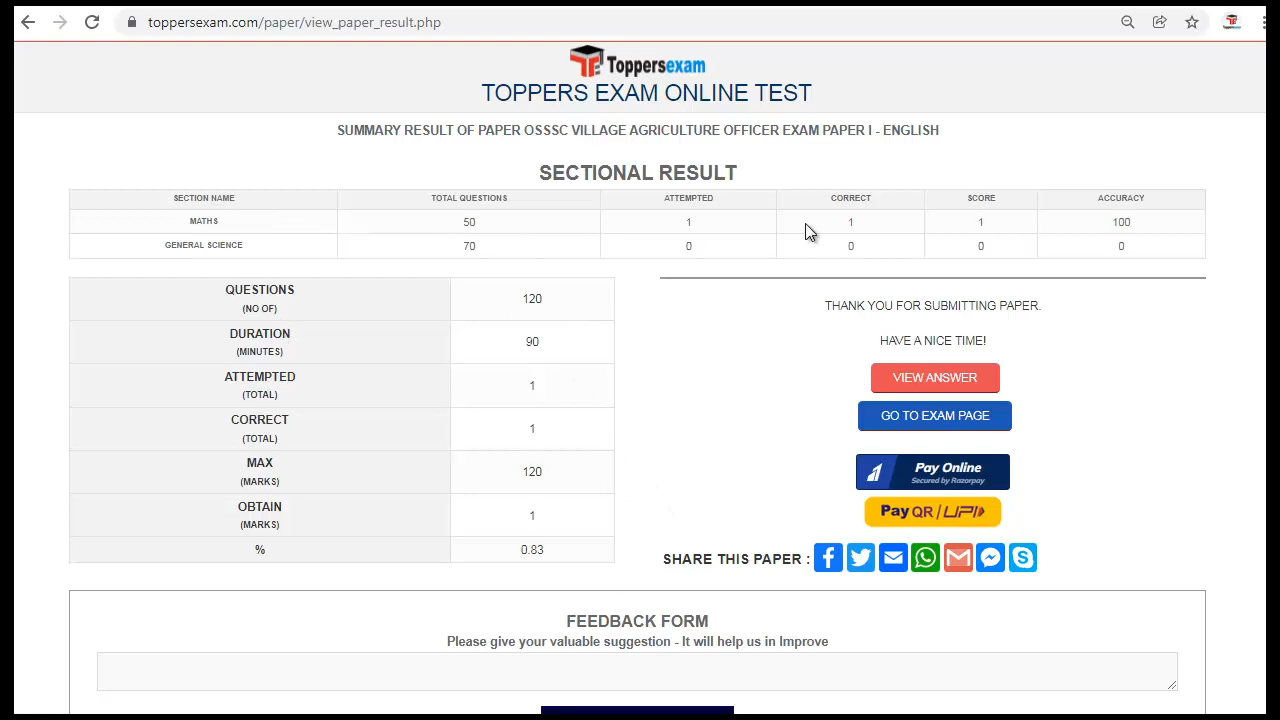 toppersexam.com/paper/view_paper_result.php
Toppersexam
TOPPERS EXAM ONLINE TEST
SUMMARY RESULT OF PAPER OSSSC VILLAGE AGRICULTURE OFFICER EXAM PAPER I - ENGLISH
SECTIONAL RESULT
SECTION NAME TOTAL QUESTIONS ATTEMPTED CORRECT SCORE ACCURACY
MATHS 50 1 1 1 100
GENERAL SCIENCE 70 0 0 0 0
QUESTIONS
(NO OF)
120
DURATION
(MINUTES)
90
ATTEMPTED
(TOTAL)
1
CORRECT
(TOTAL)
1
MAX
(MARKS)
120
OBTAIN
(MARKS)
1
% 0.83
THANK YOU FOR SUBMITTING PAPER.
HAVE A NICE TIME!
VIEW ANSWER
GO TO EXAM PAGE
Pay Online
Secured by Razorpay
Pay QR / UPI
SHARE THIS PAPER :
FEEDBACK FORM
Please give your valuable suggestion - It will help us in Improve